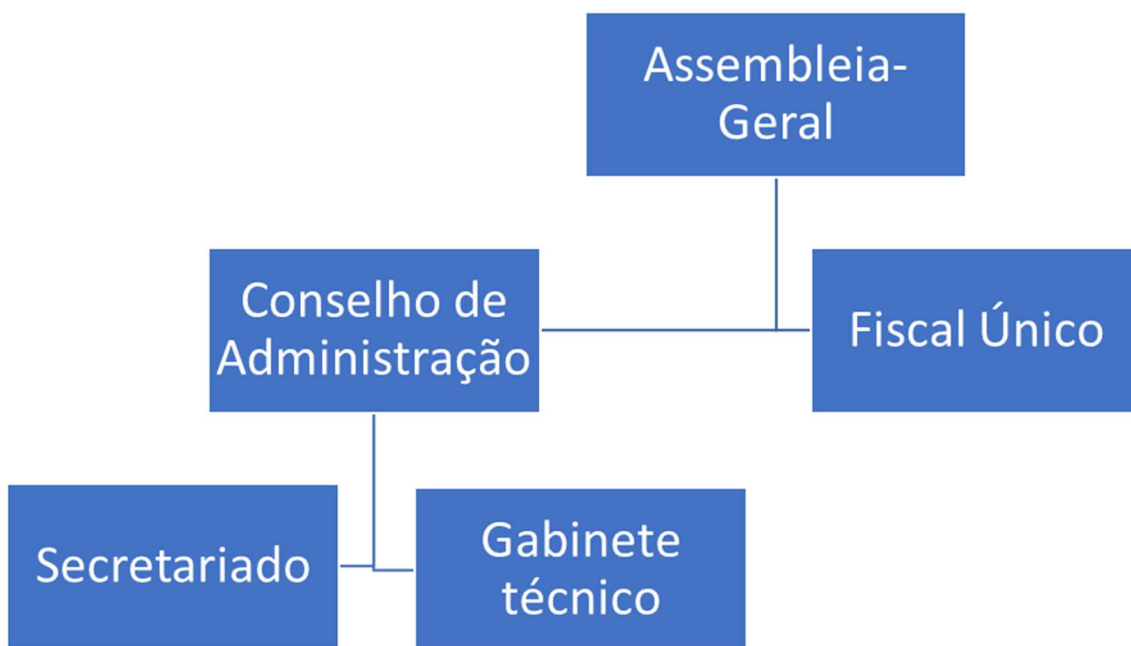 Assembleia-
Geral
Conselho de
Administração
Fiscal Único
Secretariado
Gabinete
técnico